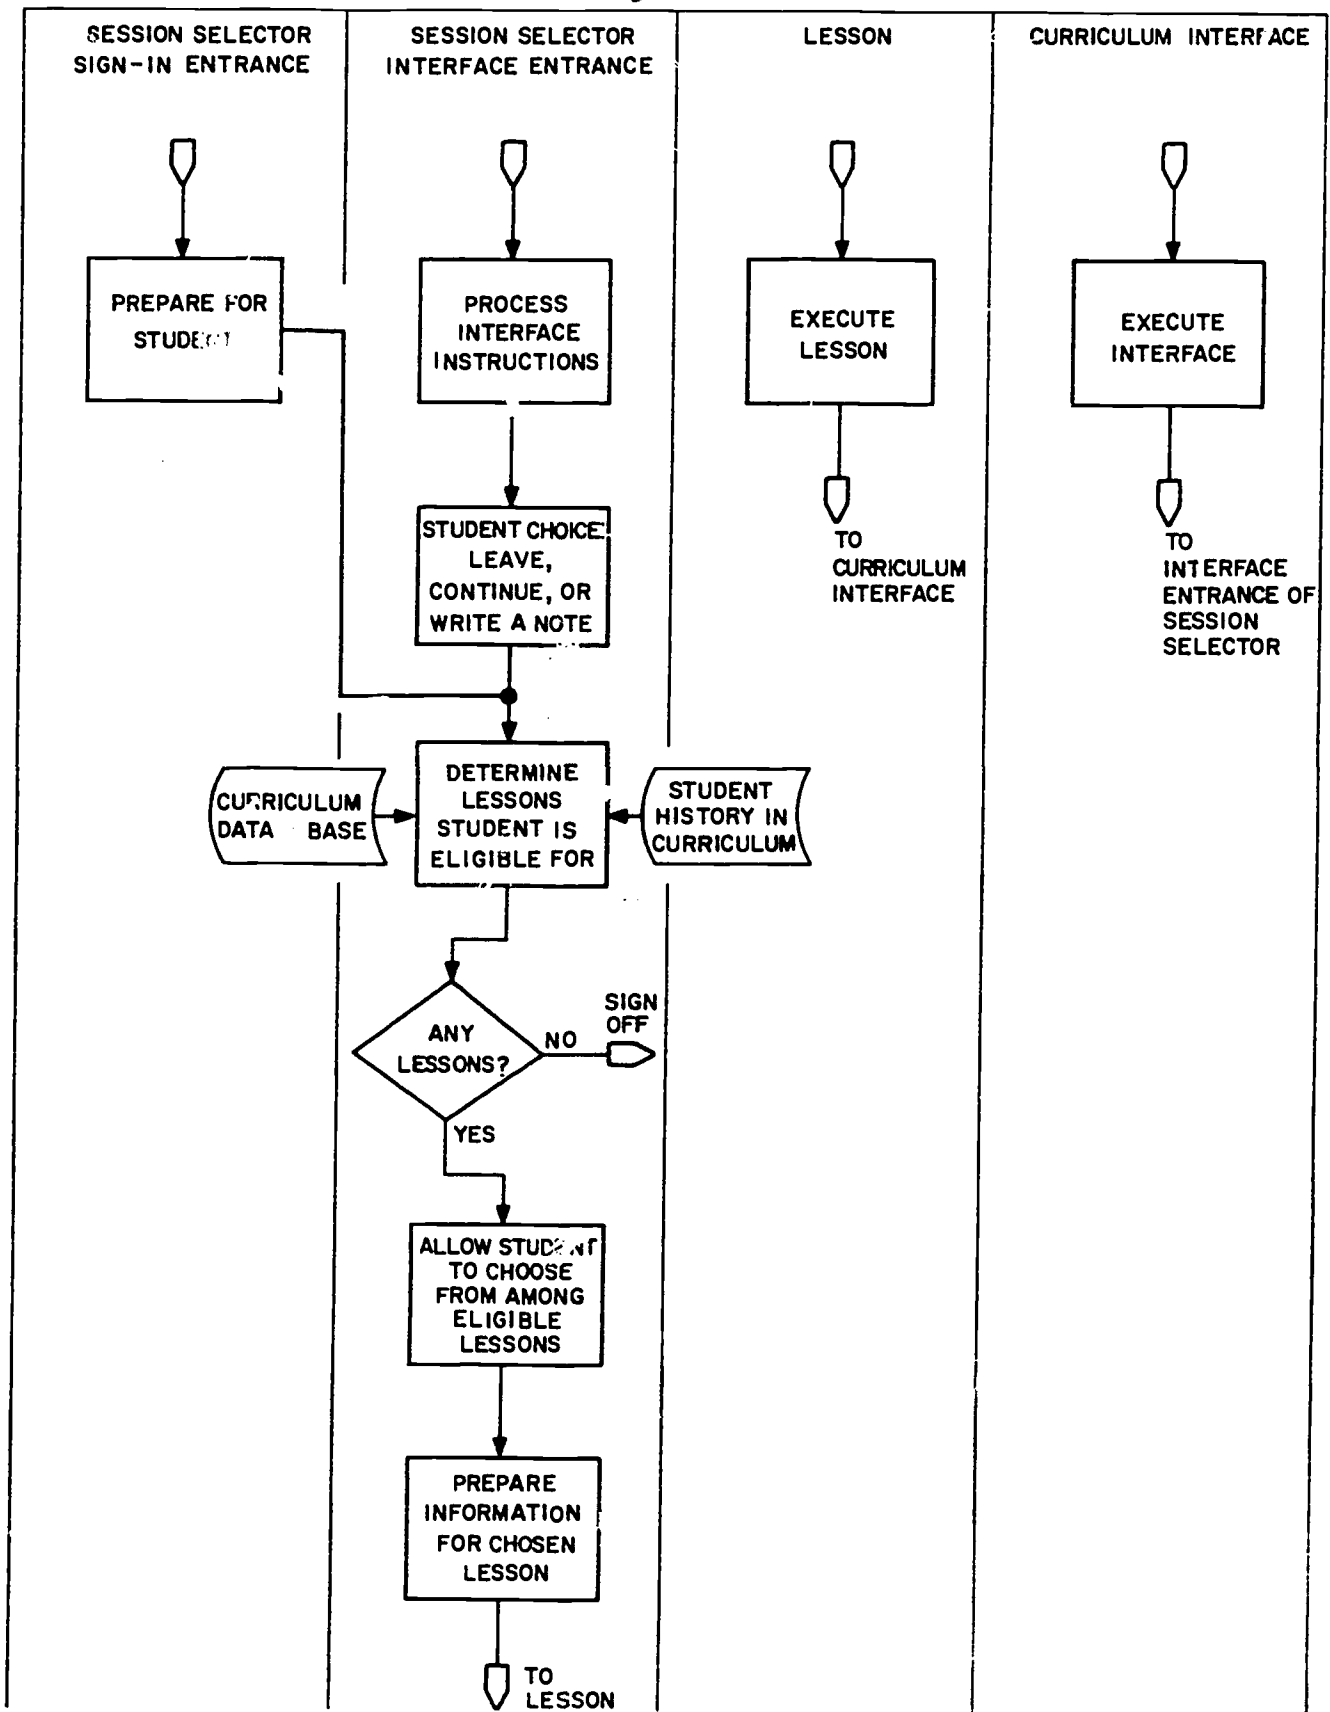 SESSION SELECTOR
SIGN-IN ENTRANCE
SESSION SELECTOR
INTERFACE ENTRANCE
LESSON
CURRICULUM INTERFACE
PREPARE FOR
STUDENT
PROCESS
INTERFACE
INSTRUCTIONS
EXECUTE
LESSON
EXECUTE
INTERFACE
STUDENT CHOICE:
LEAVE,
CONTINUE, OR
WRITE A NOTE
TO
CURRICULUM
INTERFACE
TO
INTERFACE
ENTRANCE OF
SESSION
SELECTOR
CURRICULUM
DATA BASE
DETERMINE
LESSONS
STUDENT IS
ELIGIBLE FOR
STUDENT
HISTORY IN
CURRICULUM
ANY
LESSONS?
NO
SIGN
OFF
YES
ALLOW STUDENT
TO CHOOSE
FROM AMONG
ELIGIBLE
LESSONS
PREPARE
INFORMATION
FOR CHOSEN
LESSON
TO
LESSON